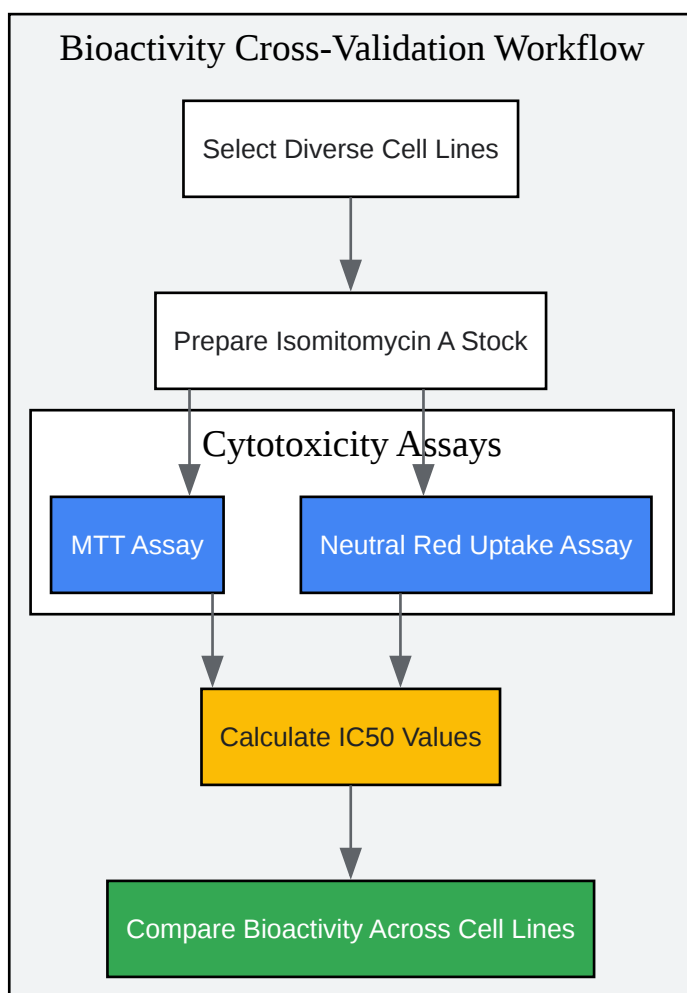 Bioactivity Cross-Validation Workflow
Select Diverse Cell Lines
Prepare Isomitomycin A Stock
Cytotoxicity Assays
MTT Assay
Neutral Red Uptake Assay
Calculate IC50 Values
Compare Bioactivity Across Cell Lines